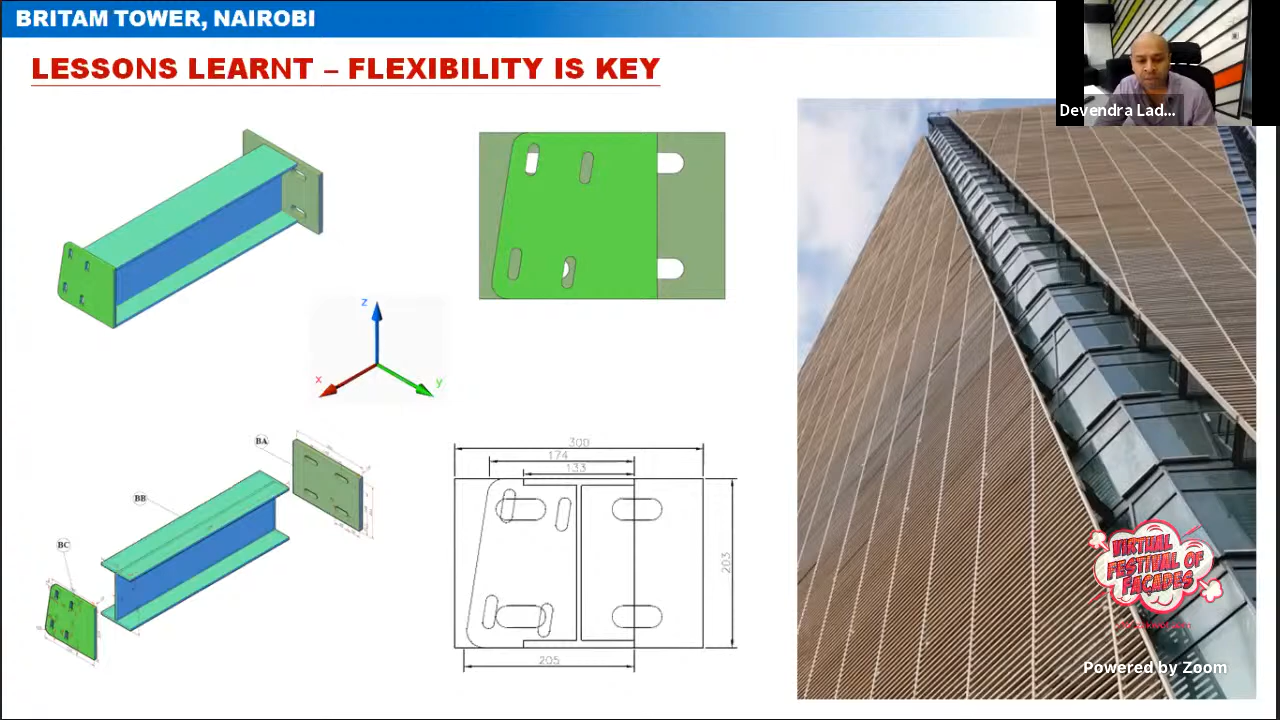 BRITAM TOWER, NAIROBI
LESSONS LEARNT – FLEXIBILITY IS KEY
Devendra Lad...
z
x
y
BA
BB
BC
300
174
133
203
205
VIRTUAL
FESTIVAL OF
FACADES
Powered by Zoom